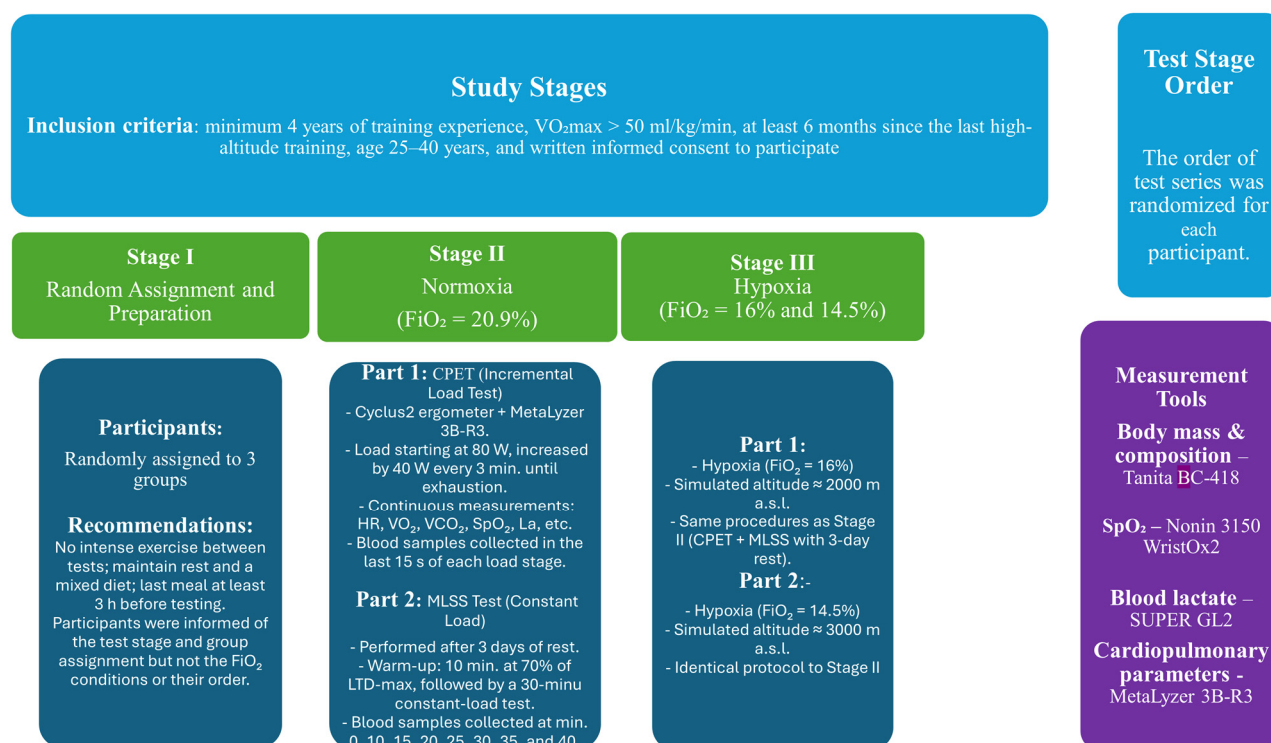 Study Stages
Inclusion criteria: minimum 4 years of training experience, VO₂max > 50 ml/kg/min, at least 6 months since the last high-
altitude training, age 25–40 years, and written informed consent to participate
Test Stage
Order
The order of
test series was
randomized for
each
participant.
Stage I
Random Assignment and
Preparation
Stage II
Normoxia
(FiO₂ = 20.9%)
Stage III
Hypoxia
(FiO₂ = 16% and 14.5%)
Participants:
Randomly assigned to 3
groups
Recommendations:
No intense exercise between
tests; maintain rest and a
mixed diet; last meal at least
3 h before testing.
Participants were informed of
the test stage and group
assignment but not the FiO₂
conditions or their order.
Part 1: CPET (Incremental
Load Test)
- Cyclus2 ergometer + MetaLyzer
3B-R3.
- Load starting at 80 W, increased
by 40 W every 3 min. until
exhaustion.
- Continuous measurements:
HR, VO₂, VCO₂, SpO₂, La, etc.
- Blood samples collected in the
last 15 s of each load stage.
Part 2: MLSS Test (Constant
Load)
- Performed after 3 days of rest.
- Warm-up: 10 min. at 70% of
LTD-max, followed by a 30-minu
constant-load test.
- Blood samples collected at min.
0, 10, 15, 20, 25, 30, 35, and 40.
Part 1:
- Hypoxia (FiO₂ = 16%)
- Simulated altitude ≈ 2000 m
a.s.l.
- Same procedures as Stage
II (CPET + MLSS with 3-day
rest).
Part 2:-
- Hypoxia (FiO₂ = 14.5%)
- Simulated altitude ≈ 3000 m
a.s.l.
- Identical protocol to Stage II
Measurement
Tools
Body mass &
composition –
Tanita BC-418
SpO₂ – Nonin 3150
WristOx2
Blood lactate –
SUPER GL2
Cardiopulmonary
parameters -
MetaLyzer 3B-R3